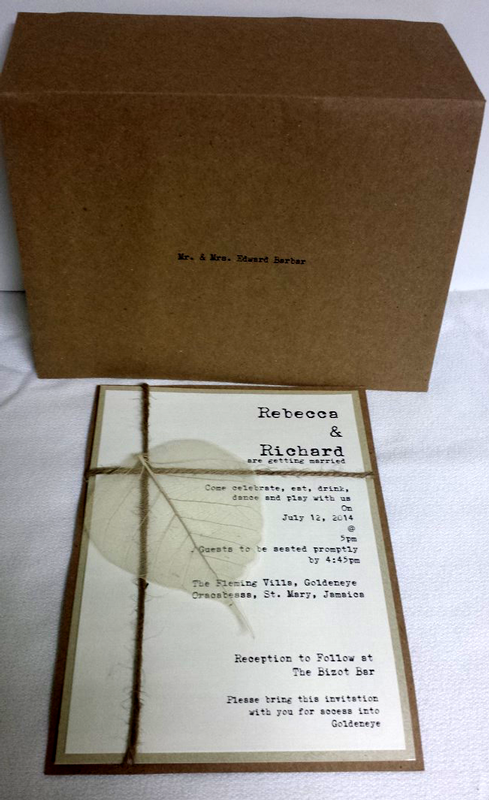 Mr. & Mrs. Edward Barbar
Rebecca
&
Richard
are getting married
Come celebrate, eat, drink,
dance and play with us
On
July 12, 2014
@
5pm
Guests to be seated promptly
by 4:45pm
The Fleming Villa, Goldeneye
Oracabessa, St. Mary, Jamaica
Reception to Follow at
The Bizot Bar
Please bring this invitation
with you for access into
Goldeneye